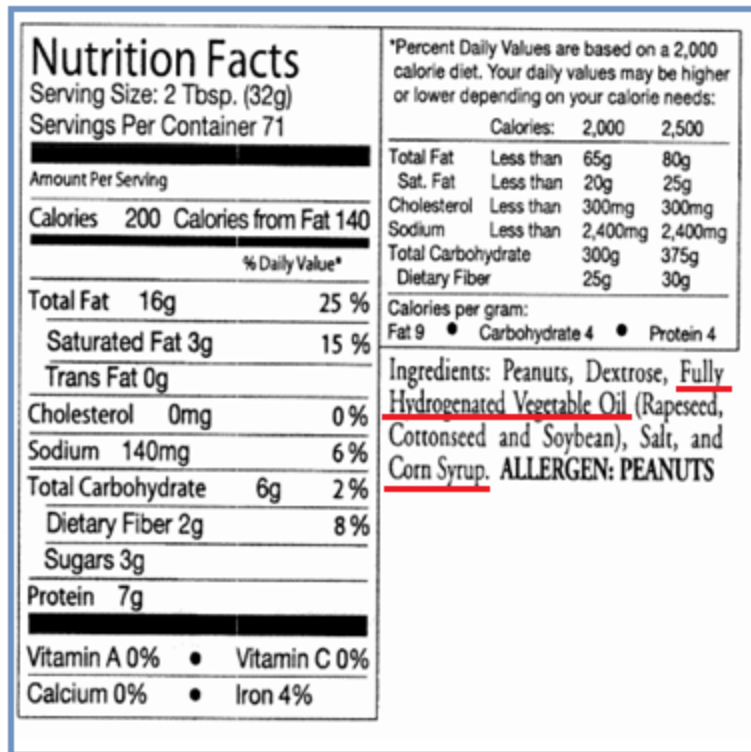 Nutrition Facts
Serving Size: 2 Tbsp. (32g)
Servings Per Container 71
Amount Per Serving
Calories 200 Calories from Fat 140
% Daily Value*
Total Fat 16g 25 %
Saturated Fat 3g 15 %
Trans Fat 0g
Cholesterol 0mg 0 %
Sodium 140mg 6 %
Total Carbohydrate 6g 2 %
Dietary Fiber 2g 8 %
Sugars 3g
Protein 7g
Vitamin A 0% • Vitamin C 0%
Calcium 0% • Iron 4%
*Percent Daily Values are based on a 2,000
calorie diet. Your daily values may be higher
or lower depending on your calorie needs:
Calories: 2,000 2,500
Total Fat Less than 65g 80g
Sat. Fat Less than 20g 25g
Cholesterol Less than 300mg 300mg
Sodium Less than 2,400mg 2,400mg
Total Carbohydrate 300g 375g
Dietary Fiber 25g 30g
Calories per gram:
Fat 9 • Carbohydrate 4 • Protein 4
Ingredients: Peanuts, Dextrose, Fully
Hydrogenated Vegetable Oil (Rapeseed,
Cottonseed and Soybean), Salt, and
Corn Syrup. ALLERGEN: PEANUTS